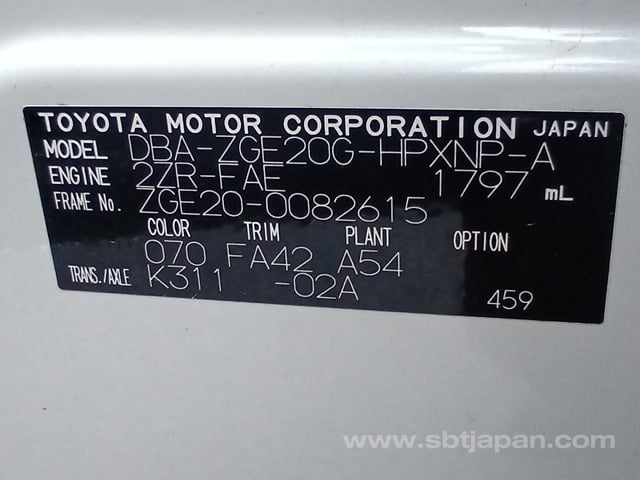 TOYOTA MOTOR CORPORATION JAPAN
MODEL DBA-ZGE20G-HPXNP-A
ENGINE 2ZR-FAE 1797 mL
FRAME No. ZGE20-0082615
COLOR TRIM PLANT OPTION
070 FA42 A54
TRANS./AXLE K311 -02A
459
www.sbtjapan.com